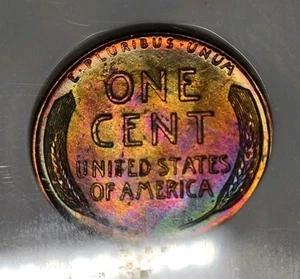 E·PLURIBUS·UNUM
ONE
CENT
UNITED STATES
OF AMERICA